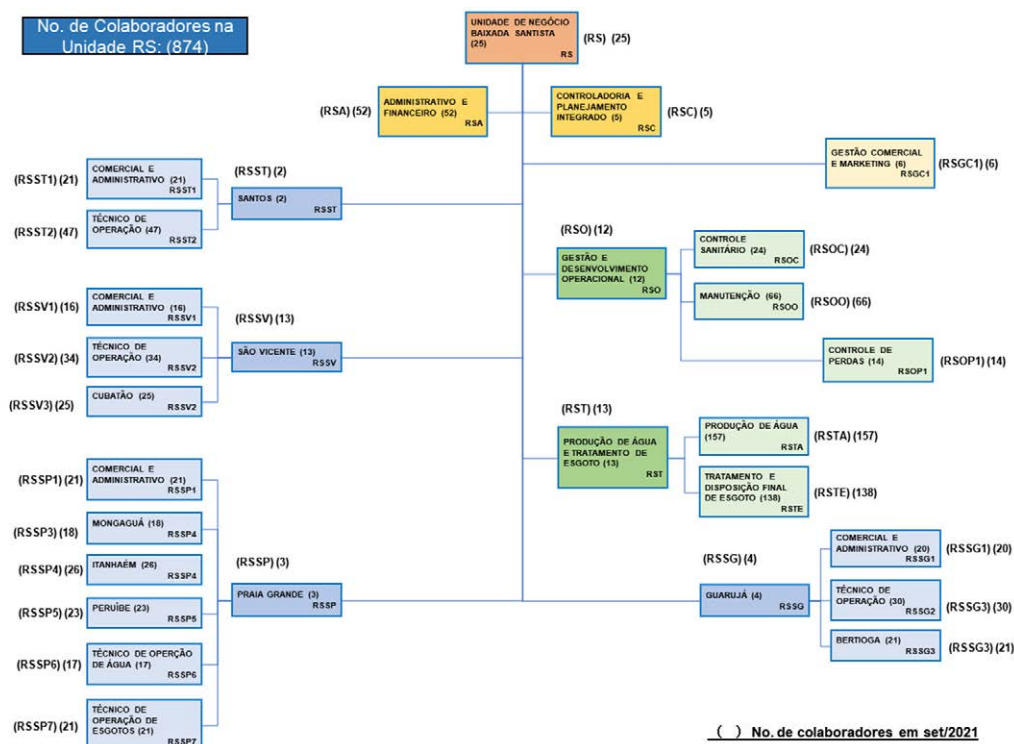 No. de Colaboradores na
Unidade RS: (874)
UNIDADE DE NEGÓCIO
BAIXADA SANTISTA
(25)
RS
(RS) (25)
(RSA) (52)
ADMINISTRATIVO E
FINANCEIRO (52)
RSA
CONTROLADORIA E
PLANEJAMENTO
INTEGRADO (5)
RSC
(RSC) (5)
GESTÃO COMERCIAL
E MARKETING (6)
RSGC1
(RSGC1) (6)
(RSST1) (21)
COMERCIAL E
ADMINISTRATIVO (21)
RSST1
(RSST2) (47)
TÉCNICO DE
OPERAÇÃO (47)
RSST2
(RSST) (2)
SANTOS (2)
RSST
(RSO) (12)
GESTÃO E
DESENVOLVIMENTO
OPERACIONAL (12)
RSO
CONTROLE
SANITÁRIO (24)
RSOC
(RSOC) (24)
MANUTENÇÃO (66)
RSOO
(RSOO) (66)
CONTROLE DE
PERDAS (14)
RSOP1
(RSOP1) (14)
(RSSV1) (16)
COMERCIAL E
ADMINISTRATIVO (16)
RSSV1
(RSSV2) (34)
TÉCNICO DE
OPERAÇÃO (34)
RSSV2
(RSSV3) (25)
CUBATÃO (25)
RSSV2
(RSSV) (13)
SÃO VICENTE (13)
RSSV
(RST) (13)
PRODUÇÃO DE ÁGUA
E TRATAMENTO DE
ESGOTO (13)
RST
PRODUÇÃO DE ÁGUA
(157)
RSTA
(RSTA) (157)
TRATAMENTO E
DISPOSIÇÃO FINAL
DE ESGOTO (138)
RSTE
(RSTE) (138)
(RSSP1) (21)
COMERCIAL E
ADMINISTRATIVO (21)
RSSP1
(RSSP3) (18)
MONGAGUÁ (18)
RSSP4
(RSSP4) (26)
ITANHAÉM (26)
RSSP4
(RSSP5) (23)
PERUÍBE (23)
RSSP5
(RSSP6) (17)
TÉCNICO DE OPERÇÃO
DE ÁGUA (17)
RSSP6
(RSSP7) (21)
TÉCNICO DE
OPERAÇÃO DE
ESGOTOS (21)
RSSP7
(RSSP) (3)
PRAIA GRANDE (3)
RSSP
(RSSG) (4)
GUARUJÁ (4)
RSSG
COMERCIAL E
ADMINISTRATIVO (20)
RSSG1
(RSSG1) (20)
TÉCNICO DE
OPERAÇÃO (30)
RSSG2
(RSSG3) (30)
BERTIOGA (21)
RSSG3
(RSSG3) (21)
( ) No. de colaboradores em set/2021